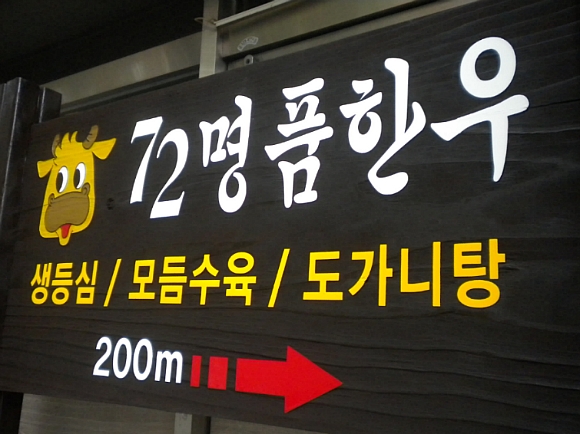 72명품한우
생등심 / 모듬수육 / 도가니탕
200m